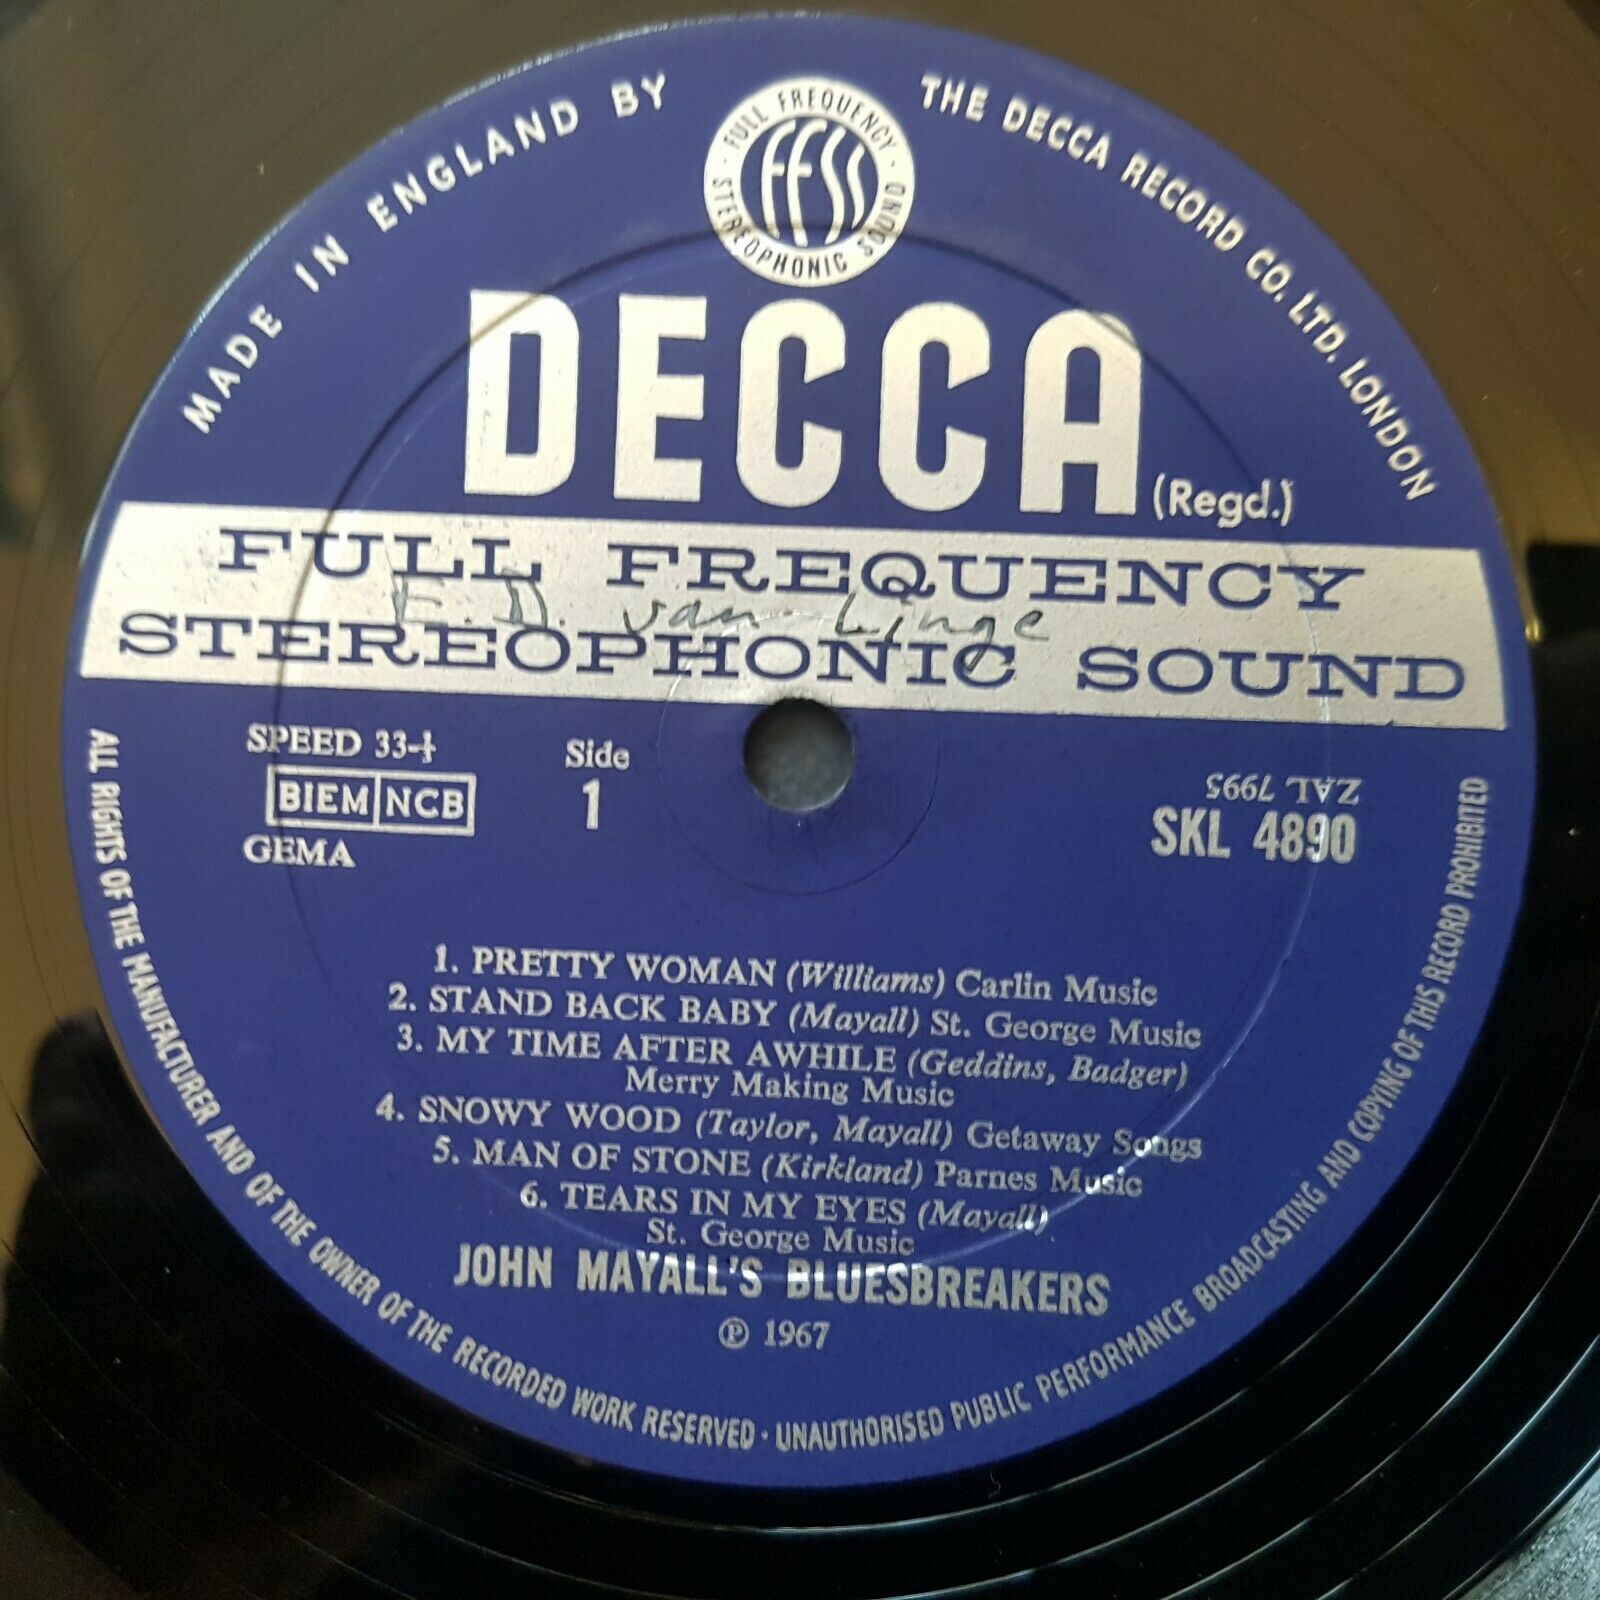 MADE IN ENGLAND BY THE DECCA RECORD CO. LTD. LONDON
· FULL FREQUENCY · STEREOPHONIC SOUND
FFSS
DECCA (Regd.)
FULL FREQUENCY
E. D. van Linge
STEREOPHONIC SOUND
SPEED 33-⅓
BIEM NCB
GEMA
Side
1
ZAL 7995
SKL 4890
1. PRETTY WOMAN (Williams) Carlin Music
2. STAND BACK BABY (Mayall) St. George Music
3. MY TIME AFTER AWHILE (Geddins, Badger)
Merry Making Music
4. SNOWY WOOD (Taylor, Mayall) Getaway Songs
5. MAN OF STONE (Kirkland) Parnes Music
6. TEARS IN MY EYES (Mayall)
St. George Music
JOHN MAYALL'S BLUESBREAKERS
℗ 1967
ALL RIGHTS OF THE MANUFACTURER AND OF THE OWNER OF THE RECORDED WORK RESERVED · UNAUTHORISED PUBLIC PERFORMANCE BROADCASTING AND COPYING OF THIS RECORD PROHIBITED